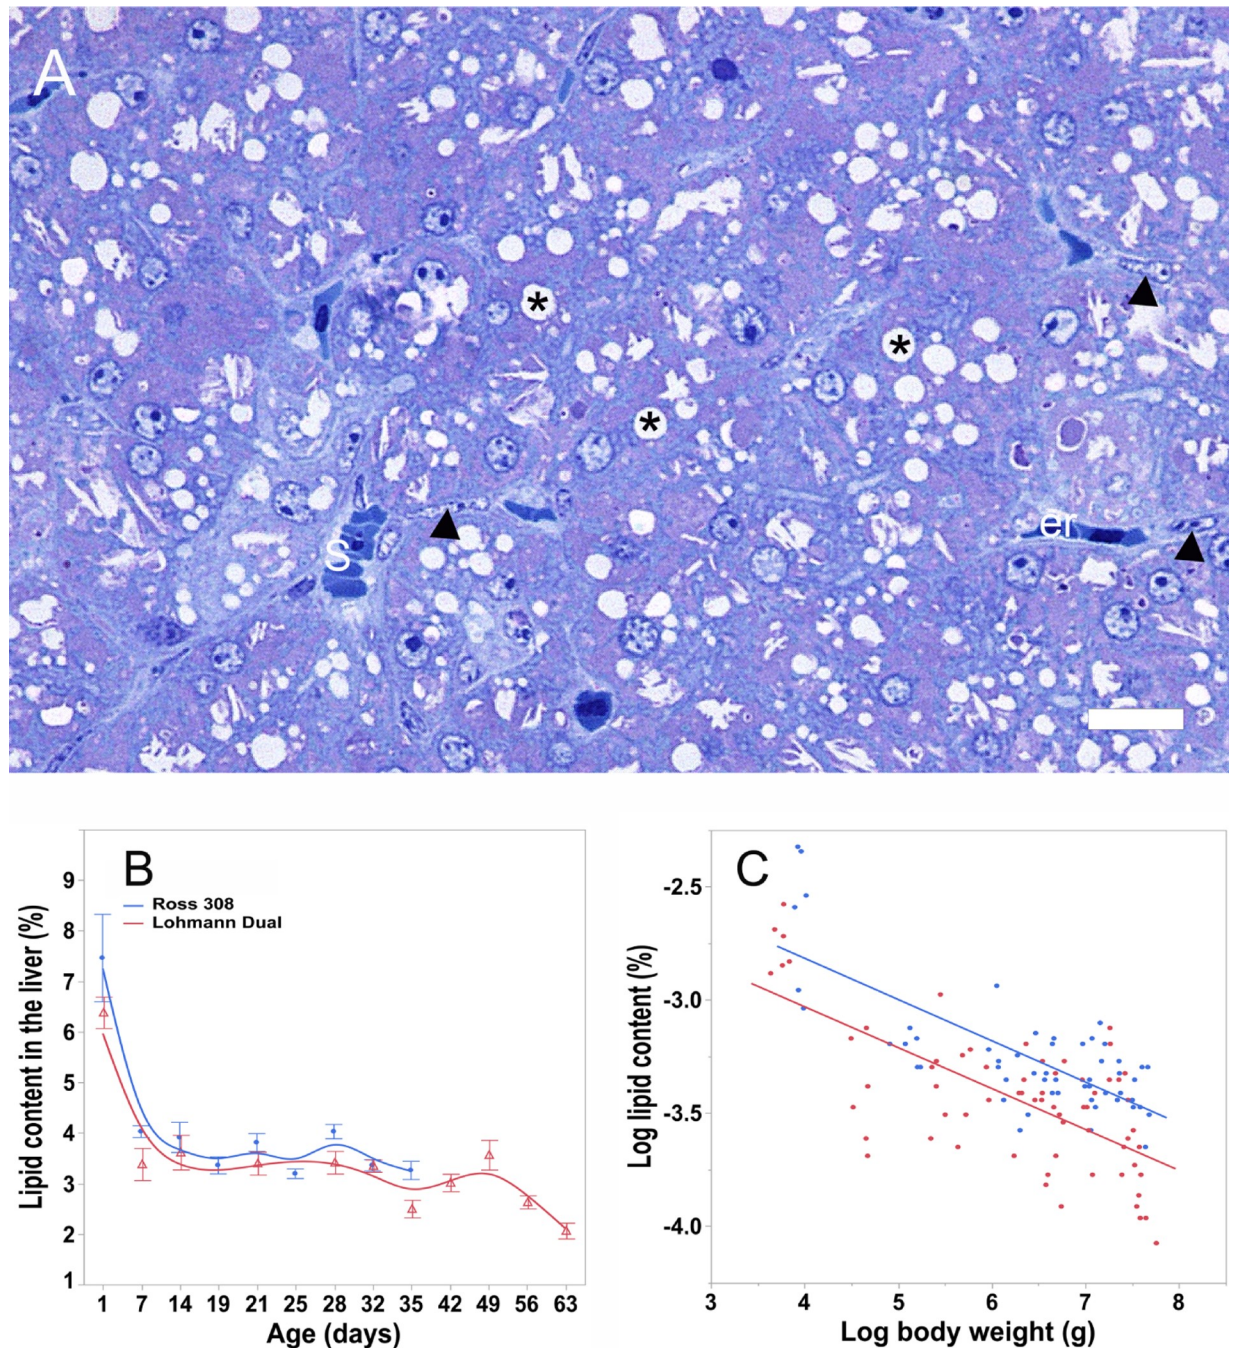 A
*
*
*
S
er
B
Ross 308
Lohmann Dual
Lipid content in the liver (%)
9
8
7
6
5
4
3
2
1
1 7 14 19 21 25 28 32 35 42 49 56 63
Age (days)
C
Log lipid content (%)
-2.5
-3.0
-3.5
-4.0
3 4 5 6 7 8
Log body weight (g)